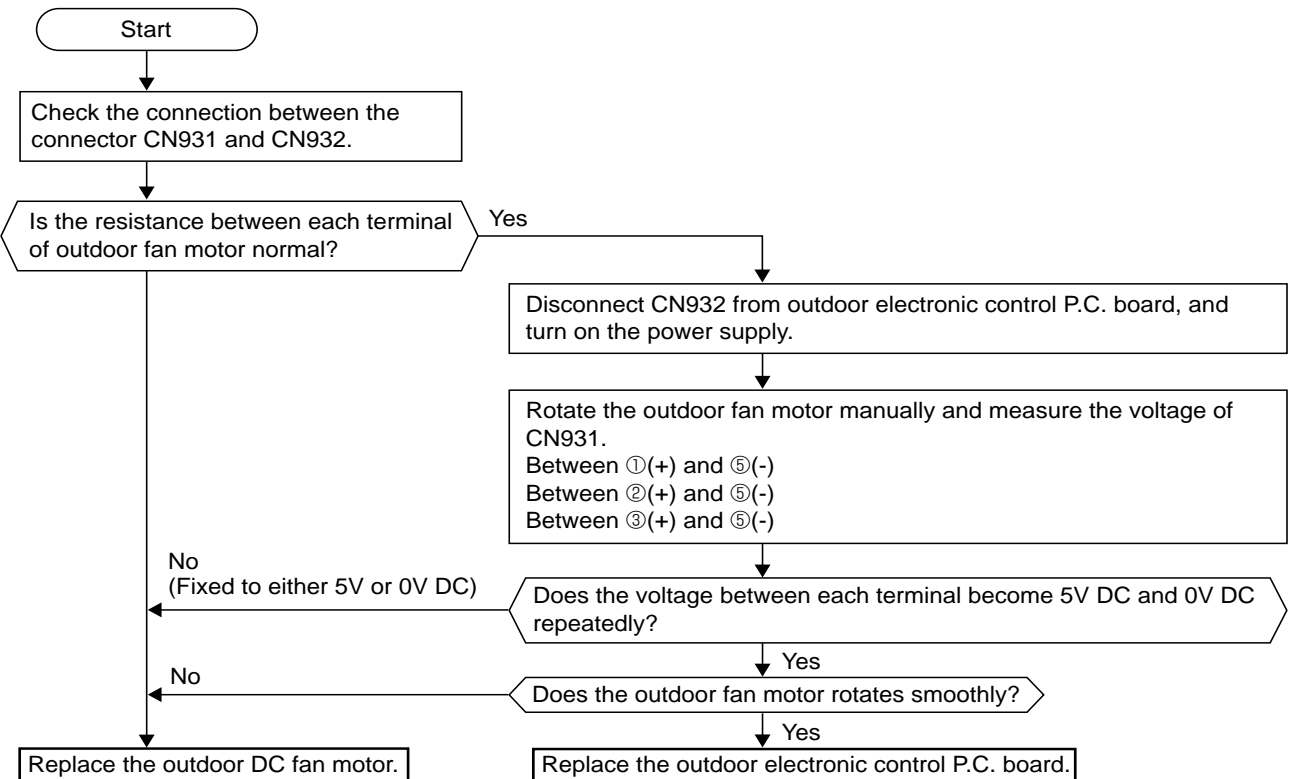 Start
Check the connection between the
connector CN931 and CN932.
Is the resistance between each terminal
of outdoor fan motor normal?
Yes
Disconnect CN932 from outdoor electronic control P.C. board, and
turn on the power supply.
Rotate the outdoor fan motor manually and measure the voltage of
CN931.
Between ①(+) and ⑤(-)
Between ②(+) and ⑤(-)
Between ③(+) and ⑤(-)
No
(Fixed to either 5V or 0V DC)
Does the voltage between each terminal become 5V DC and 0V DC
repeatedly?
Yes
No
Does the outdoor fan motor rotates smoothly?
Yes
Replace the outdoor DC fan motor.
Replace the outdoor electronic control P.C. board.